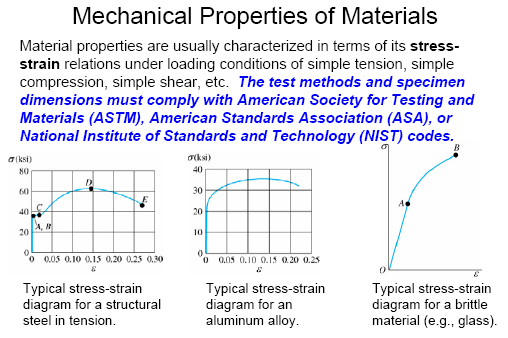 Mechanical Properties of Materials
Material properties are usually characterized in terms of its stress-
strain relations under loading conditions of simple tension, simple
compression, simple shear, etc. The test methods and specimen
dimensions must comply with American Society for Testing and
Materials (ASTM), American Standards Association (ASA), or
National Institute of Standards and Technology (NIST) codes.
σ (ksi)
80
60
40
20
0
C
A, B
D
E
0 0.05 0.10 0.15 0.20 0.25 0.30
ε
Typical stress-strain
diagram for a structural
steel in tension.
σ(ksi)
40
30
20
10
0
0 0.05 0.10 0.15 0.20 0.25
ε
Typical stress-strain
diagram for an
aluminum alloy.
σ
B
A
O
ε
Typical stress-strain
diagram for a brittle
material (e.g., glass).